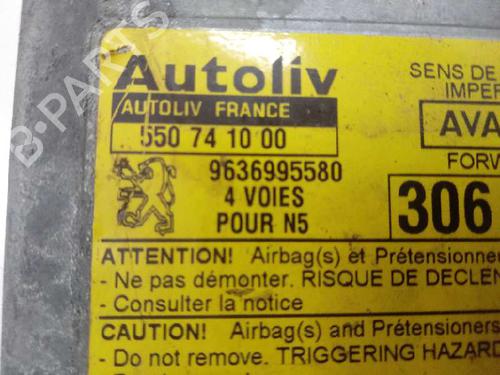 B-PARTS
Autoliv
SENS DE
AUTOLIV FRANCE
IMPER
550 74 10 00
AVA
9636995580
FORW
4 VOIES
306
POUR N5
ATTENTION! Airbag(s) et Prétensionne
- Ne pas démonter. RISQUE DE DECLEN
- Consulter la notice
CAUTION! Airbag(s) and Prétensioners
- Do not remove. TRIGGERING HAZARD